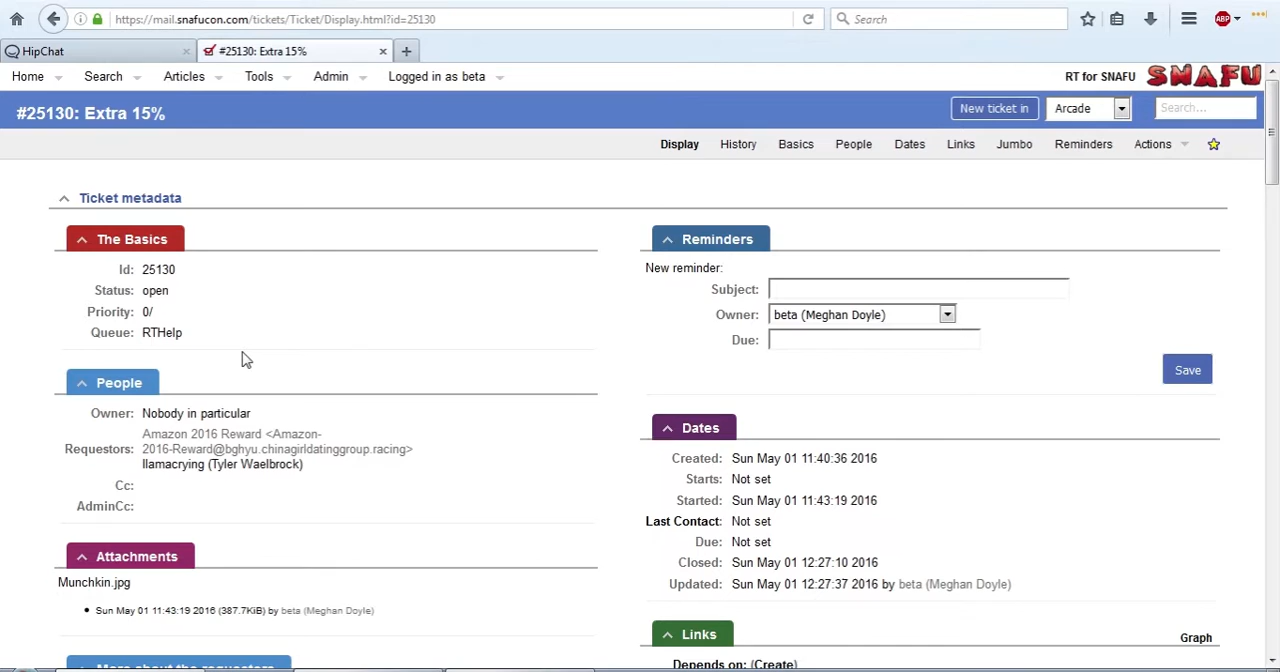 https://mail.snafucon.com/tickets/Ticket/Display.html?id=25130
Search
ABP
HipChat
#25130: Extra 15%
Home
Search
Articles
Tools
Admin
Logged in as beta
RT for SNAFU
SNAFU
#25130: Extra 15%
New ticket in
Arcade
Search...
Display
History
Basics
People
Dates
Links
Jumbo
Reminders
Actions
Ticket metadata
The Basics
Id: 25130
Status: open
Priority: 0/
Queue: RTHelp
People
Owner: Nobody in particular
Requestors: Amazon 2016 Reward <Amazon-
2016-Reward@bghyu.chinagirldatinggroup.racing>
llamacrying (Tyler Waelbrock)
Cc:
AdminCc:
Attachments
Munchkin.jpg
Sun May 01 11:43:19 2016 (387.7KiB) by beta (Meghan Doyle)
More about the requestors
Reminders
New reminder:
Subject:
Owner: beta (Meghan Doyle)
Due:
Save
Dates
Created: Sun May 01 11:40:36 2016
Starts: Not set
Started: Sun May 01 11:43:19 2016
Last Contact: Not set
Due: Not set
Closed: Sun May 01 12:27:10 2016
Updated: Sun May 01 12:27:37 2016 by beta (Meghan Doyle)
Links
Graph
Depends on: (Create)